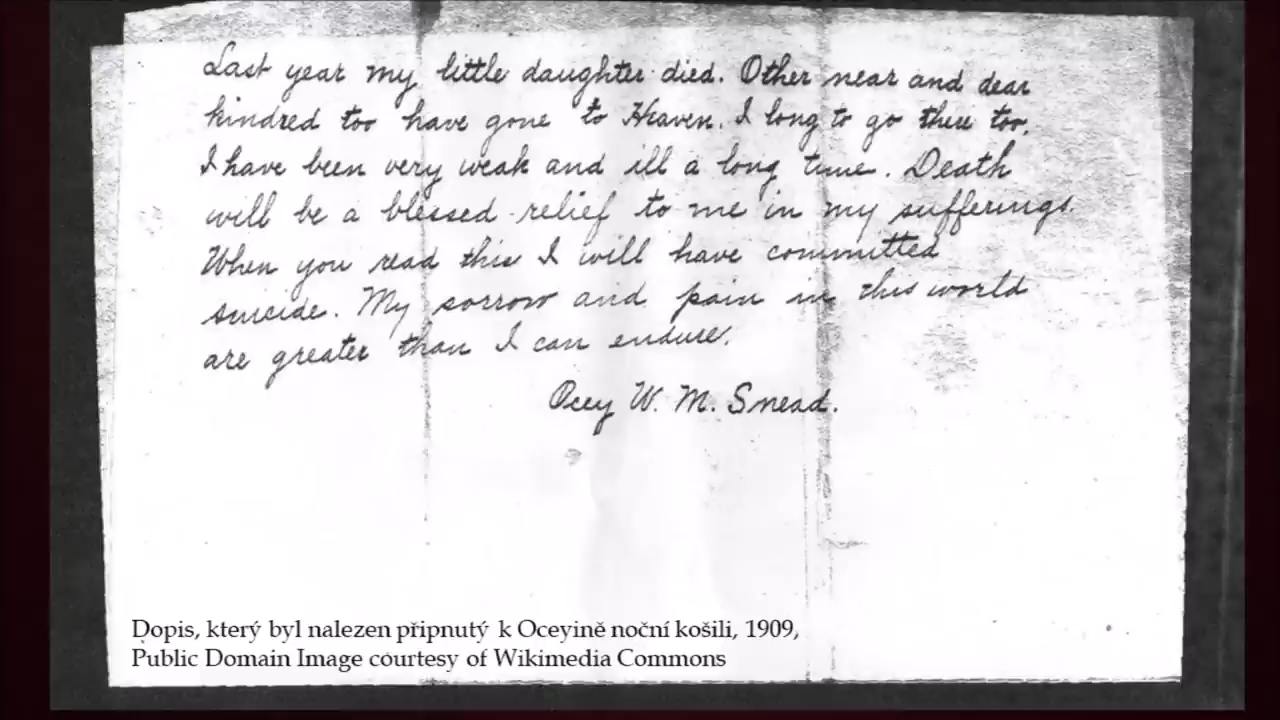 Last year my little daughter died. Other near and dear
kindred too have gone to Heaven. I long to go there too.
I have been very weak and ill a long time. Death
will be a blessed relief to me in my sufferings.
When you read this I will have committed
suicide. My sorrow and pain in this world
are greater than I can endure.
Ocey W. M. Snead.
Dopis, který byl nalezen připnutý k Oceyině noční košili, 1909,
Public Domain Image courtesy of Wikimedia Commons